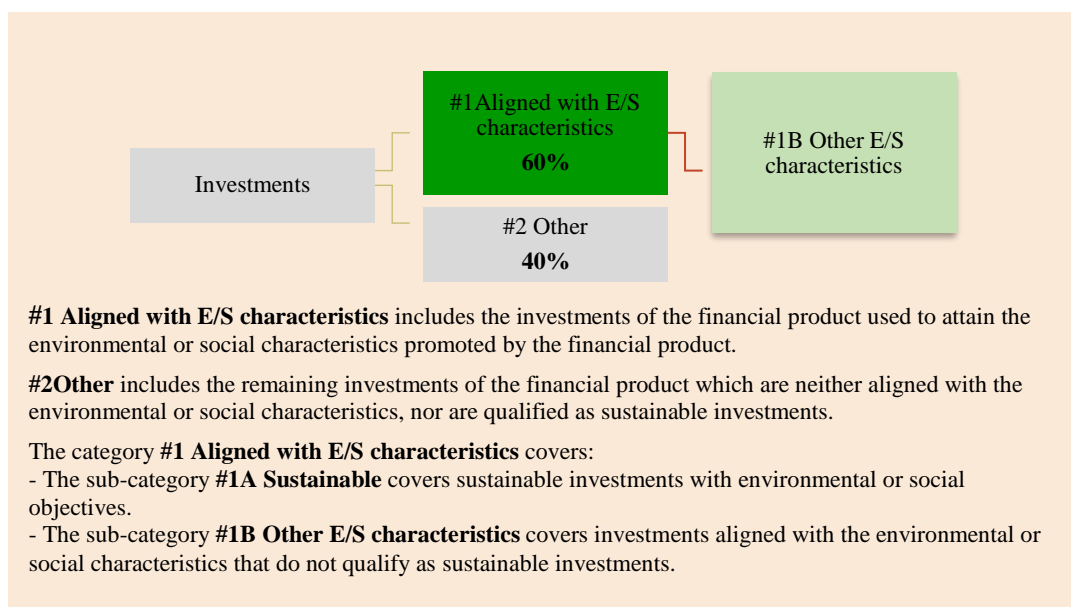 #1Aligned with E/S
characteristics
60%
#1B Other E/S
characteristics
Investments
#2 Other
40%
#1 Aligned with E/S characteristics includes the investments of the financial product used to attain the
environmental or social characteristics promoted by the financial product.
#2Other includes the remaining investments of the financial product which are neither aligned with the
environmental or social characteristics, nor are qualified as sustainable investments.
The category #1 Aligned with E/S characteristics covers:
- The sub-category #1A Sustainable covers sustainable investments with environmental or social
objectives.
- The sub-category #1B Other E/S characteristics covers investments aligned with the environmental or
social characteristics that do not qualify as sustainable investments.